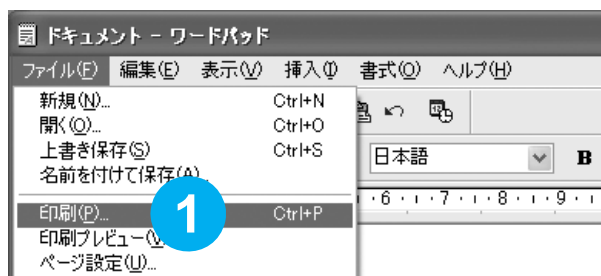 ドキュメント - ワードパッド
ファイル(F) 編集(E) 表示(V) 挿入(I) 書式(O) ヘルプ(H)
新規(N)... Ctrl+N
開く(O)... Ctrl+O
上書き保存(S) Ctrl+S
名前を付けて保存(A)...
日本語 B
6 7 8 9
印刷(P)... Ctrl+P
1
印刷プレビュー(V)
ページ設定(U)...